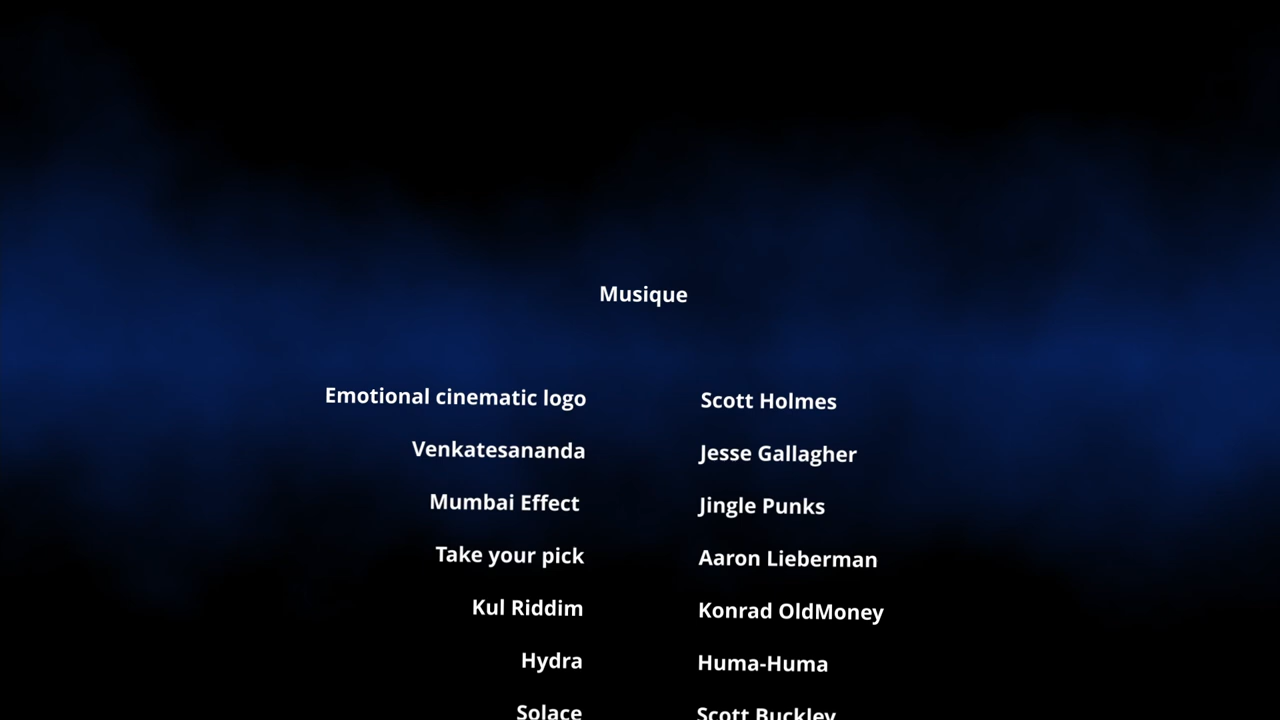 Musique
Emotional cinematic logo Scott Holmes
Venkatesananda Jesse Gallagher
Mumbai Effect Jingle Punks
Take your pick Aaron Lieberman
Kul Riddim Konrad OldMoney
Hydra Huma-Huma
Solace Scott Buckley